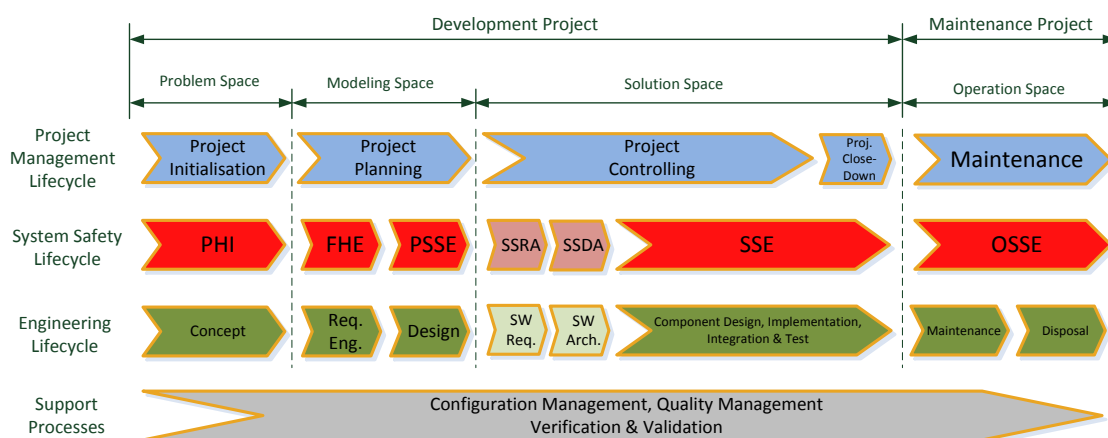 Development Project
Maintenance Project
Problem Space
Modeling Space
Solution Space
Operation Space
Project
Management
Lifecycle
Project
Initialisation
Project
Planning
Project
Controlling
Proj.
Close-
Down
Maintenance
System Safety
Lifecycle
PHI
FHE
PSSE
SSRA
SSDA
SSE
OSSE
Engineering
Lifecycle
Concept
Req.
Eng.
Design
SW
Req.
SW
Arch.
Component Design, Implementation,
Integration & Test
Maintenance
Disposal
Support
Processes
Configuration Management, Quality Management
Verification & Validation